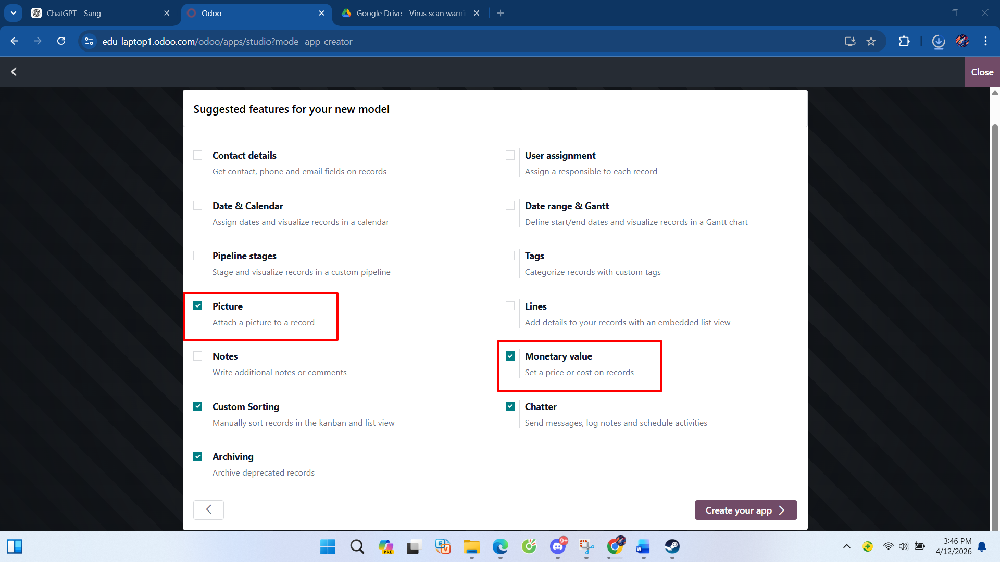 ChatGPT - Sang
Odoo
Google Drive - Virus scan warni
edu-laptop1.odoo.com/odoo/apps/studio?mode=app_creator
Close
Suggested features for your new model
Contact details
Get contact, phone and email fields on records
User assignment
Assign a responsible to each record
Date & Calendar
Assign dates and visualize records in a calendar
Date range & Gantt
Define start/end dates and visualize records in a Gantt chart
Pipeline stages
Stage and visualize records in a custom pipeline
Tags
Categorize records with custom tags
Picture
Attach a picture to a record
Lines
Add details to your records with an embedded list view
Notes
Write additional notes or comments
Monetary value
Set a price or cost on records
Custom Sorting
Manually sort records in the kanban and list view
Chatter
Send messages, log notes and schedule activities
Archiving
Archive deprecated records
Create your app
PRE
E
V
9+
W
3:46 PM
4/12/2026